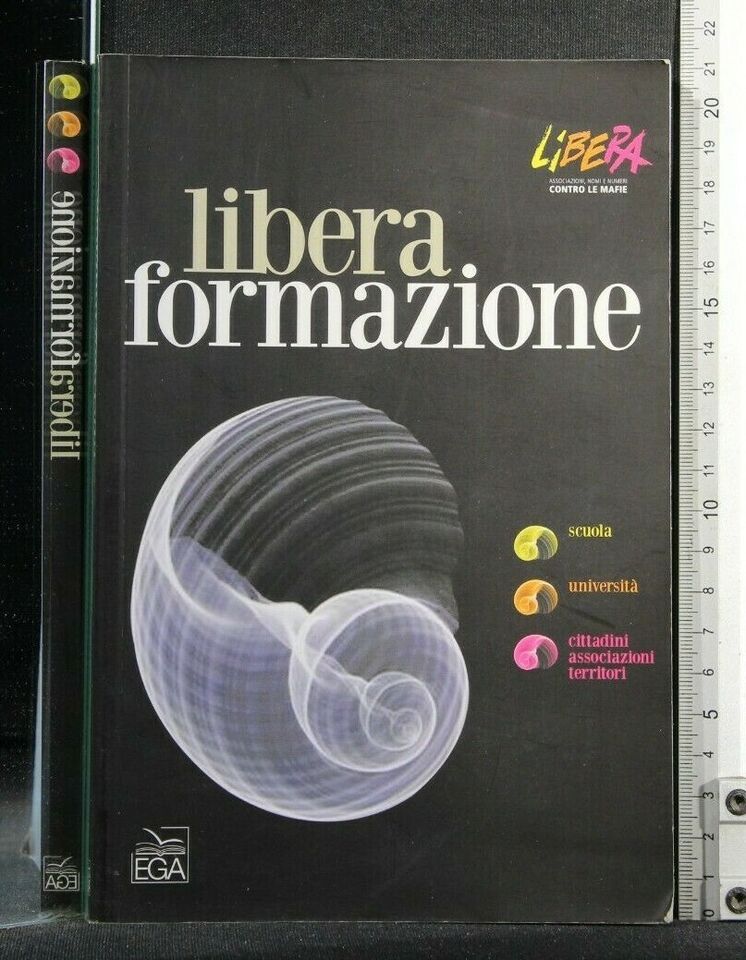 LiBERA
ASSOCIAZIONI, NOMI E NUMERI
CONTRO LE MAFIE
libera
formazione
scuola
università
cittadini
associazioni
territori
EGA
liberaformazione
EGA
22
21
20
19
18
17
16
15
14
13
12
11
10
9
8
7
6
5
4
3
2
1
0